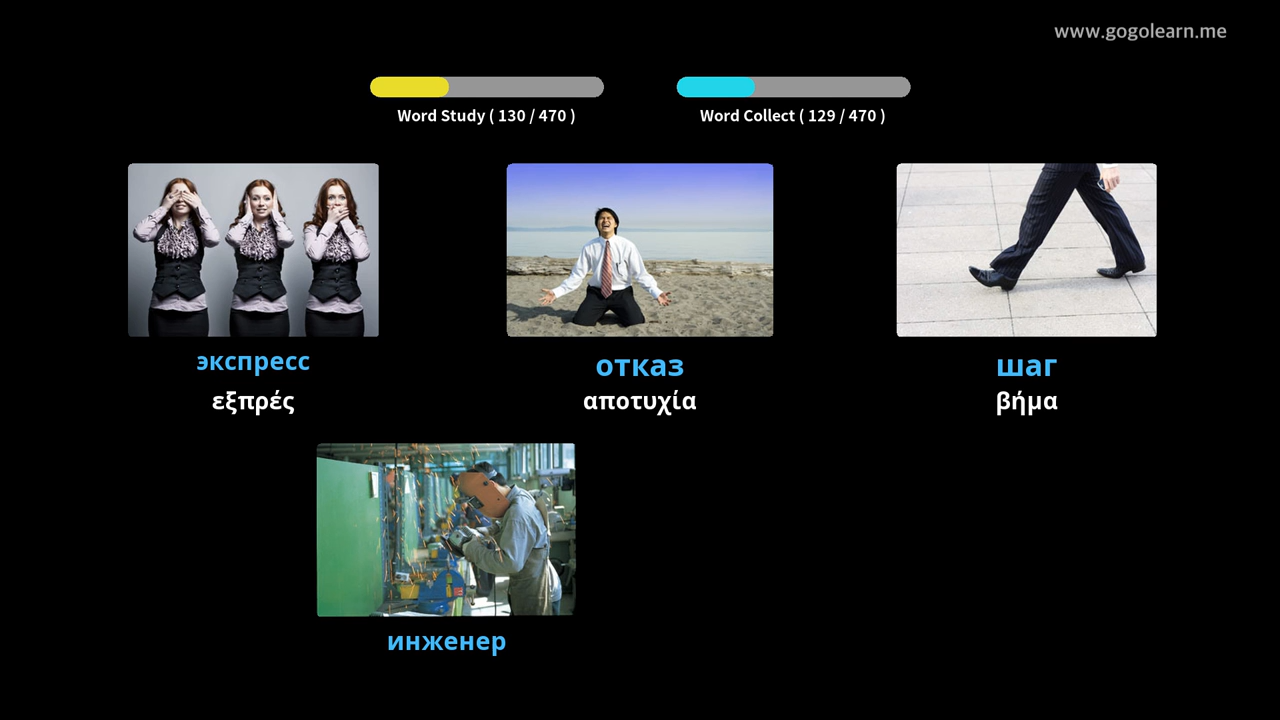 www.gogolearn.me
Word Study ( 130 / 470 )
Word Collect ( 129 / 470 )
экспресс
отказ
шаг
εξπρές
αποτυχία
βήμα
инженер